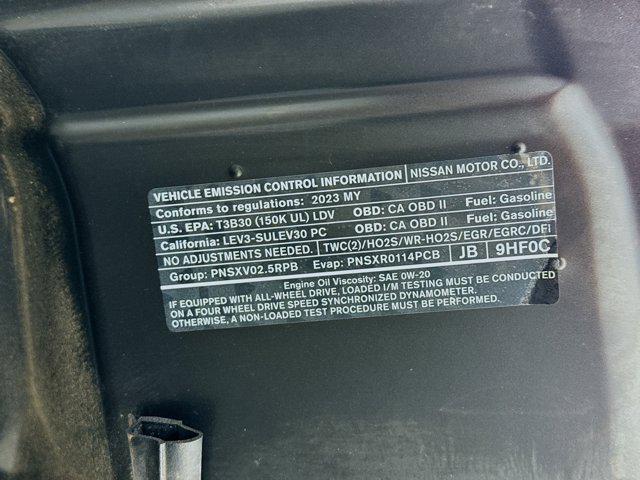 VEHICLE EMISSION CONTROL INFORMATION NISSAN MOTOR CO., LTD.
Conforms to regulations: 2023 MY
U.S. EPA: T3B30 (150K UL) LDV OBD: CA OBD II Fuel: Gasoline
California: LEV3-SULEV30 PC OBD: CA OBD II Fuel: Gasoline
NO ADJUSTMENTS NEEDED. TWC(2)/HO2S/WR-HO2S/EGR/EGRC/DFI
Group: PNSXV02.5RPB Evap: PNSXR0114PCB JB 9HF0C
Engine Oil Viscosity: SAE 0W-20
IF EQUIPPED WITH ALL-WHEEL DRIVE, LOADED I/M TESTING MUST BE CONDUCTED
ON A FOUR WHEEL DRIVE SPEED SYNCHRONIZED DYNAMOMETER.
OTHERWISE, A NON-LOADED TEST PROCEDURE MUST BE PERFORMED.